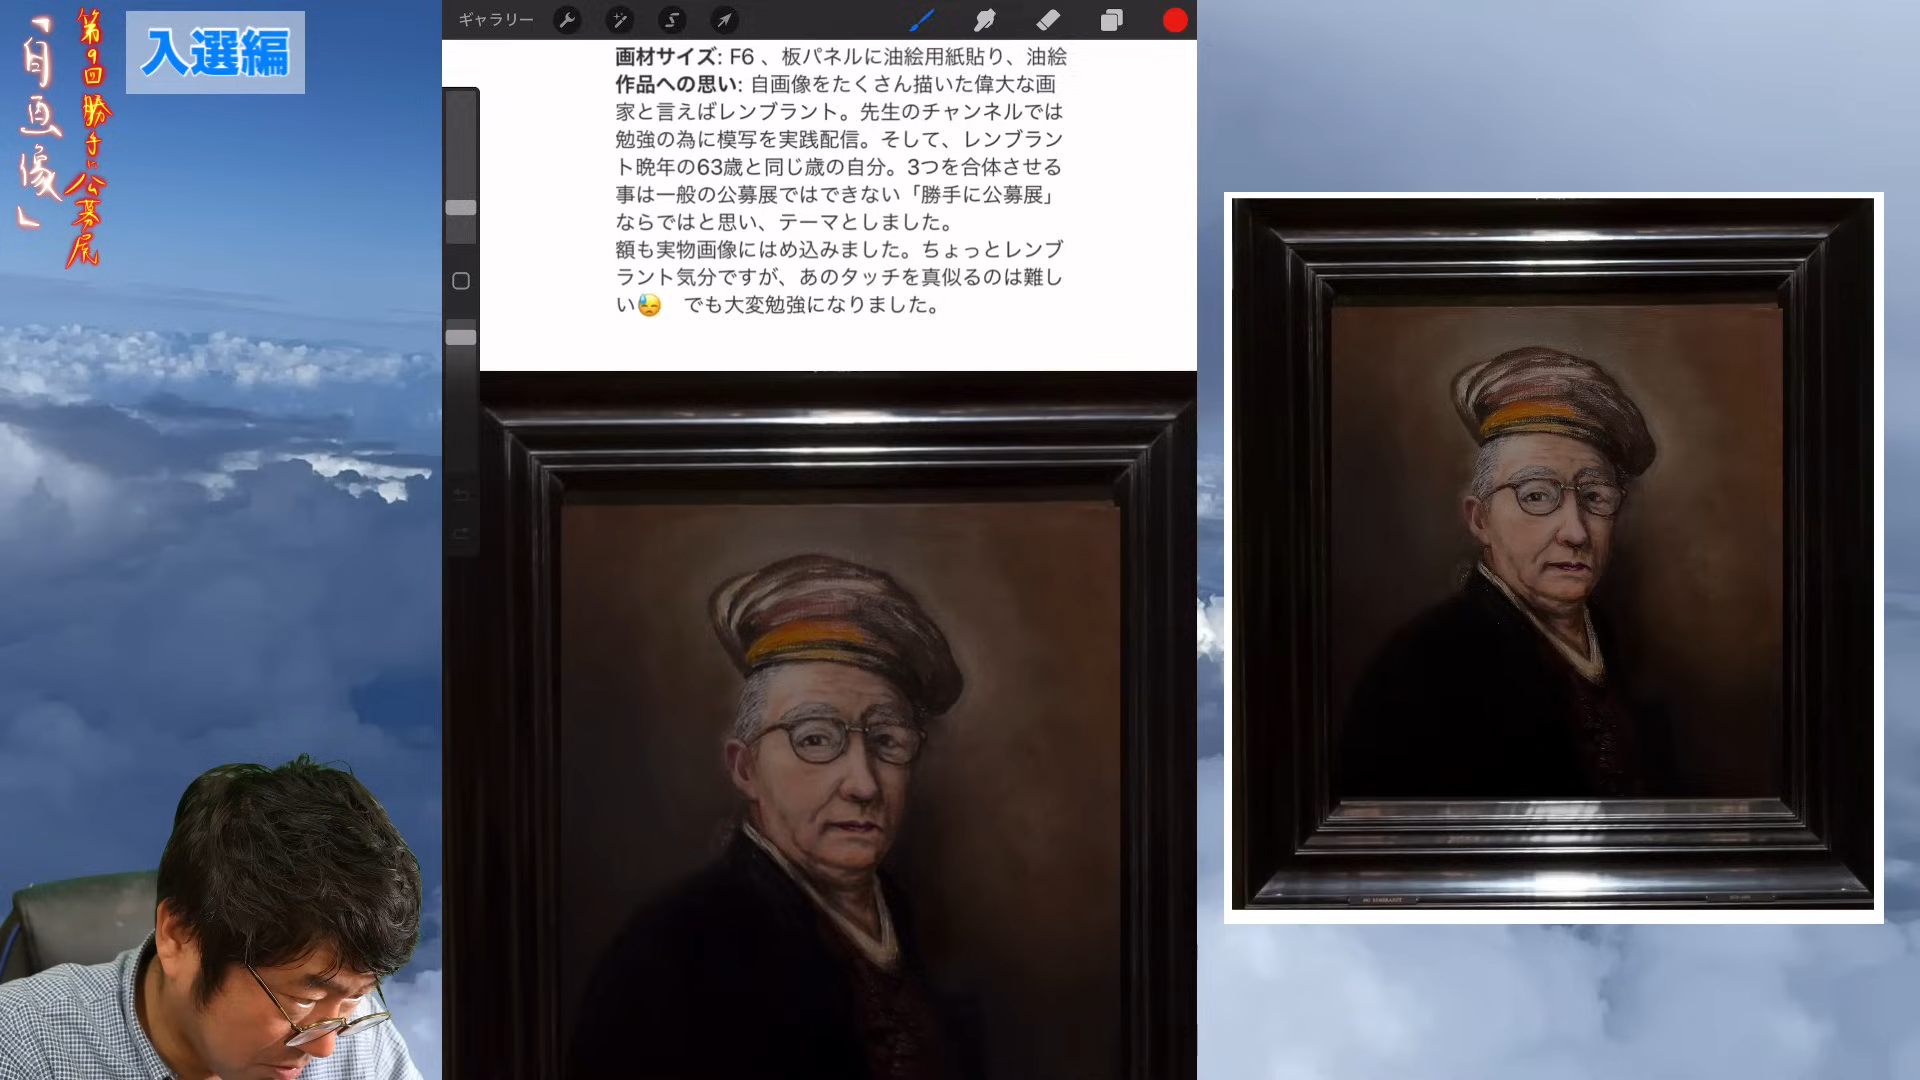 第9回 勝手に公募展
「自画像」
入選編
ギャラリー
画材サイズ: F6 、板パネルに油絵用紙貼り、油絵
作品への思い: 自画像をたくさん描いた偉大な画
家と言えばレンブラント。先生のチャンネルでは
勉強の為に模写を実践配信。そして、レンブラン
ト晩年の63歳と同じ歳の自分。3つを合体させる
事は一般の公募展ではできない「勝手に公募展」
ならではと思い、テーマとしました。
額も実物画像にはめ込みました。ちょっとレンブ
ラント気分ですが、あのタッチを真似るのは難し
い😓　でも大変勉強になりました。